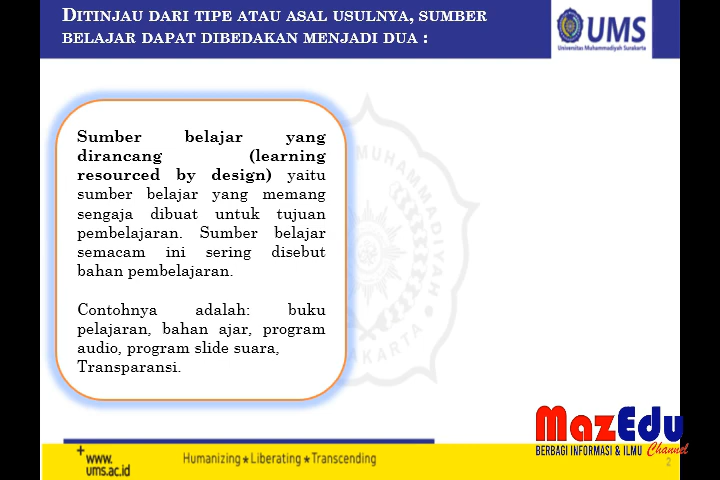 DITINJAU DARI TIPE ATAU ASAL USULNYA, SUMBER
BELAJAR DAPAT DIBEDAKAN MENJADI DUA :
UMS
Universitas Muhammadiyah Surakarta
Sumber belajar yang
dirancang (learning
resourced by design) yaitu
sumber belajar yang memang
sengaja dibuat untuk tujuan
pembelajaran. Sumber belajar
semacam ini sering disebut
bahan pembelajaran.
Contohnya adalah: buku
pelajaran, bahan ajar, program
audio, program slide suara,
Transparansi.
MazEdu
BERBAGI INFORMASI & ILMU Channel
+www.
ums.ac.id
Humanizing ★ Liberating ★ Transcending
2